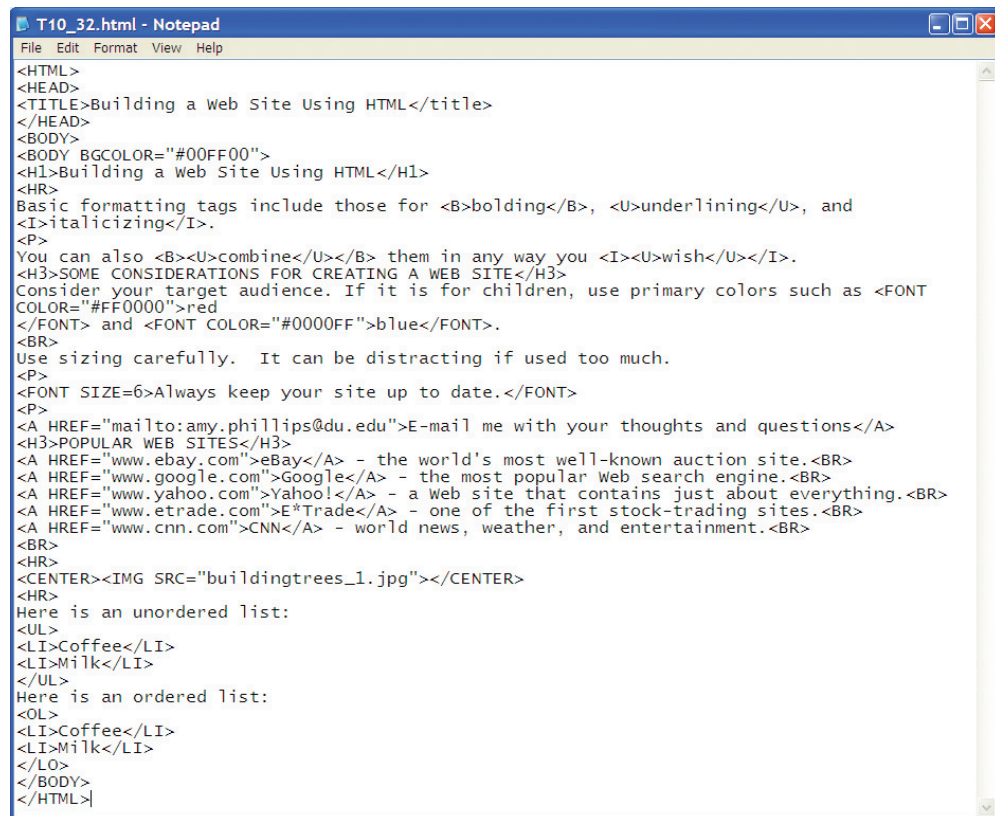 T10_32.html - Notepad
File Edit Format View Help
<HTML>
<HEAD>
<TITLE>Building a Web Site Using HTML</title>
</HEAD>
<BODY>
<BODY BGCOLOR="#00FF00">
<H1>Building a Web Site Using HTML</H1>
<HR>
Basic formatting tags include those for <B>bolding</B>, <U>underlining</U>, and
<I>italicizing</I>.
<P>
You can also <B><U>combine</U></B> them in any way you <I><U>wish</U></I>.
<H3>SOME CONSIDERATIONS FOR CREATING A WEB SITE</H3>
Consider your target audience. If it is for children, use primary colors such as <FONT
COLOR="#FF0000">red
</FONT> and <FONT COLOR="#0000FF">blue</FONT>.
<BR>
Use sizing carefully.  It can be distracting if used too much.
<P>
<FONT SIZE=6>Always keep your site up to date.</FONT>
<P>
<A HREF="mailto:amy.phillips@du.edu">E-mail me with your thoughts and questions</A>
<H3>POPULAR WEB SITES</H3>
<A HREF="www.ebay.com">eBay</A> - the world's most well-known auction site.<BR>
<A HREF="www.google.com">Google</A> - the most popular Web search engine.<BR>
<A HREF="www.yahoo.com">Yahoo!</A> - a Web site that contains just about everything.<BR>
<A HREF="www.etrade.com">E*Trade</A> - one of the first stock-trading sites.<BR>
<A HREF="www.cnn.com">CNN</A> - world news, weather, and entertainment.<BR>
<BR>
<HR>
<CENTER><IMG SRC="buildingtrees_1.jpg"></CENTER>
<HR>
Here is an unordered list:
<UL>
<LI>Coffee</LI>
<LI>Milk</LI>
</UL>
Here is an ordered list:
<OL>
<LI>Coffee</LI>
<LI>Milk</LI>
</LO>
</BODY>
</HTML>